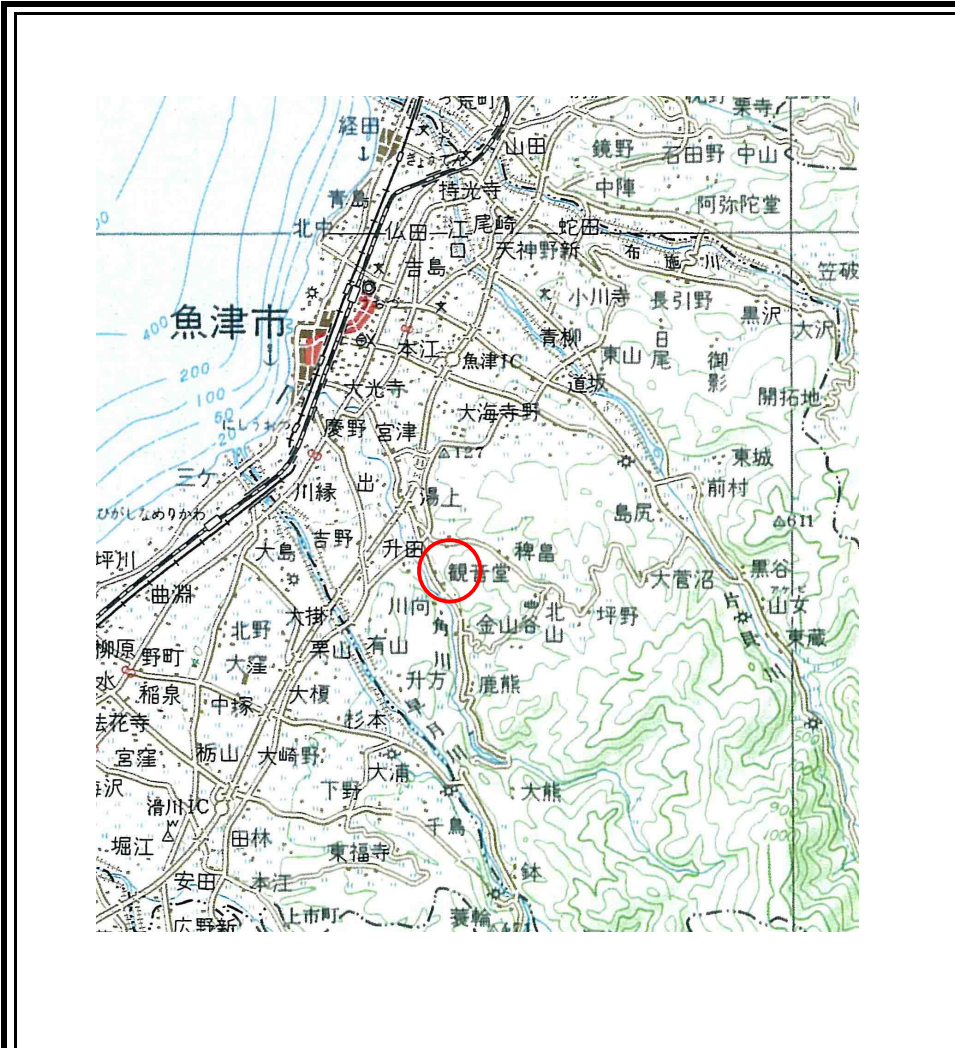 荒町
栗寺
経田
山田
鏡野
石田野
中山
持光寺
中陣
阿弥陀堂
青島
北中
仏田
江口
尾崎
蛇田
天神野新
布施川
笠破
吉島
小川寺
長引野
黒沢
大沢
魚津市
400
本江
魚津IC
青柳
東山
日尾
御影
200
100
50
20
大光寺
道坂
開拓地
大海寺野
にしうおづ
慶野
宮津
△127
東城
三ケ
川縁
出
湯上
前村
島尻
△611
ひがしなめりかわ
坪川
大島
吉野
升田
観音堂
稗畠
大菅沼
黒谷
山女
曲淵
大掛
川向
角川
金山谷
北山
坪野
片貝川
東蔵
北野
栗山
有山
柳原
野町
大窪
升方
鹿熊
水
稲泉
中塚
大榎
杉本
早月川
法花寺
宮窪
栃山
大崎野
大浦
下野
大熊
滑川IC
千鳥
1000
堀江
田林
東福寺
鉢
安田
本江
上市町
蓑輪
広野新